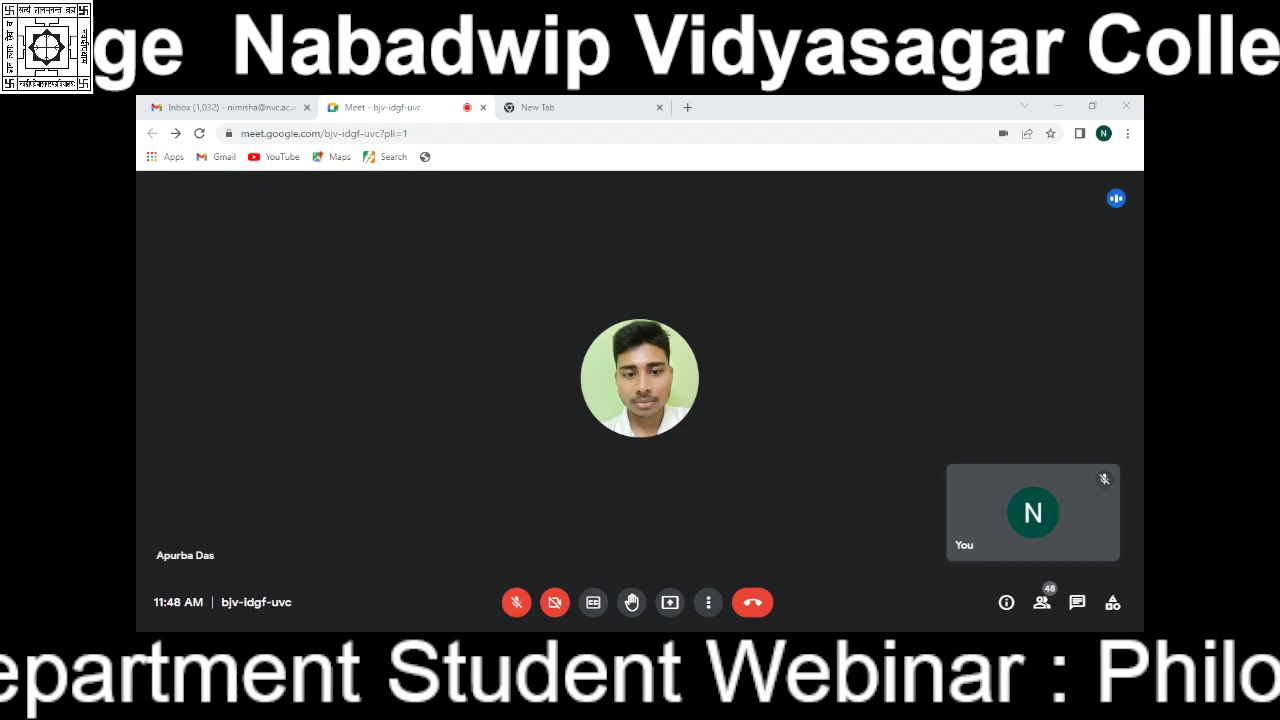 ge Nabadwip Vidyasagar Colle
Inbox (1,032) - nimisha@nvc.ac.i
Meet - bjv-idgf-uvc
New Tab
meet.google.com/bjv-idgf-uvc?pli=1
N
Apps
Gmail
YouTube
Maps
Search
N
You
Apurba Das
11:48 AM | bjv-idgf-uvc
CC
48
epartment Student Webinar : Philo